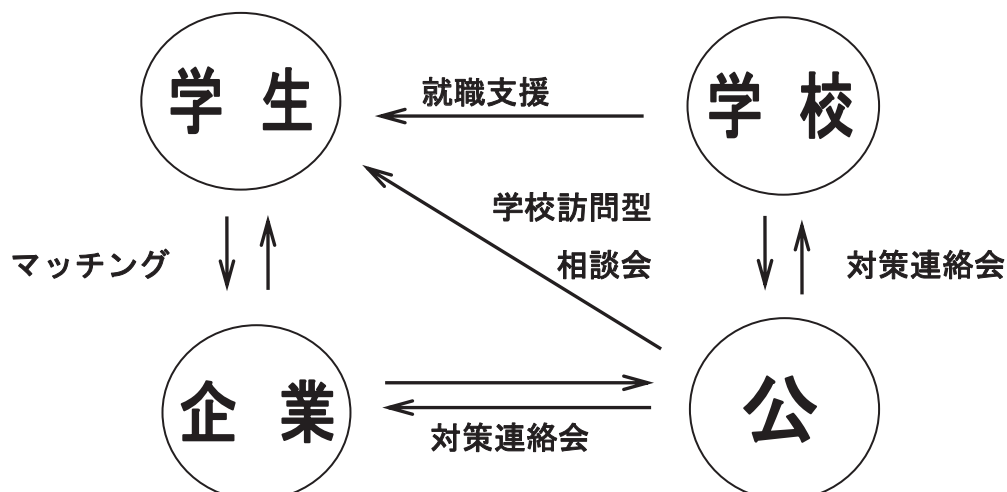 学生
就職支援
学校
学校訪問型
相談会
マッチング
対策連絡会
企業
対策連絡会
公